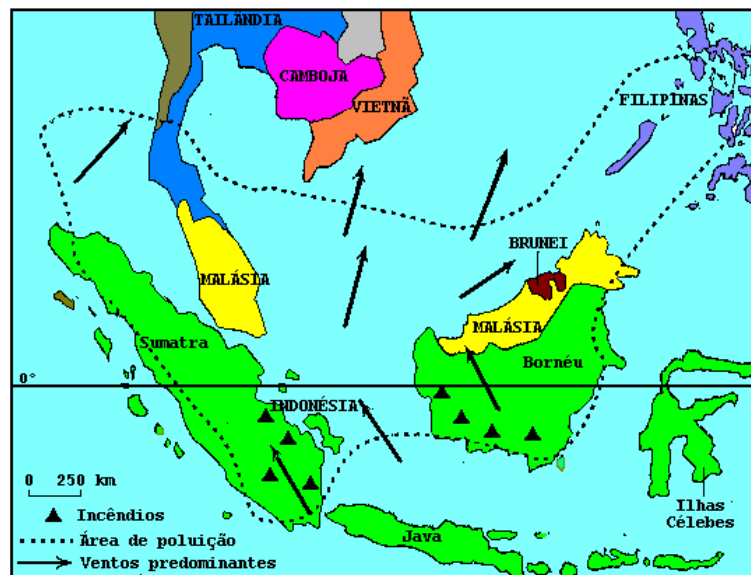 TAILÂNDIA
CAMBOJA
VIETNÃ
FILIPINAS
BRUNEI
MALÁSIA
MALÁSIA
Sumatra
Bornéu
0°
INDONÉSIA
0 250 km
Incêndios
Área de poluição
Ventos predominantes
Java
Ilhas
Célebes